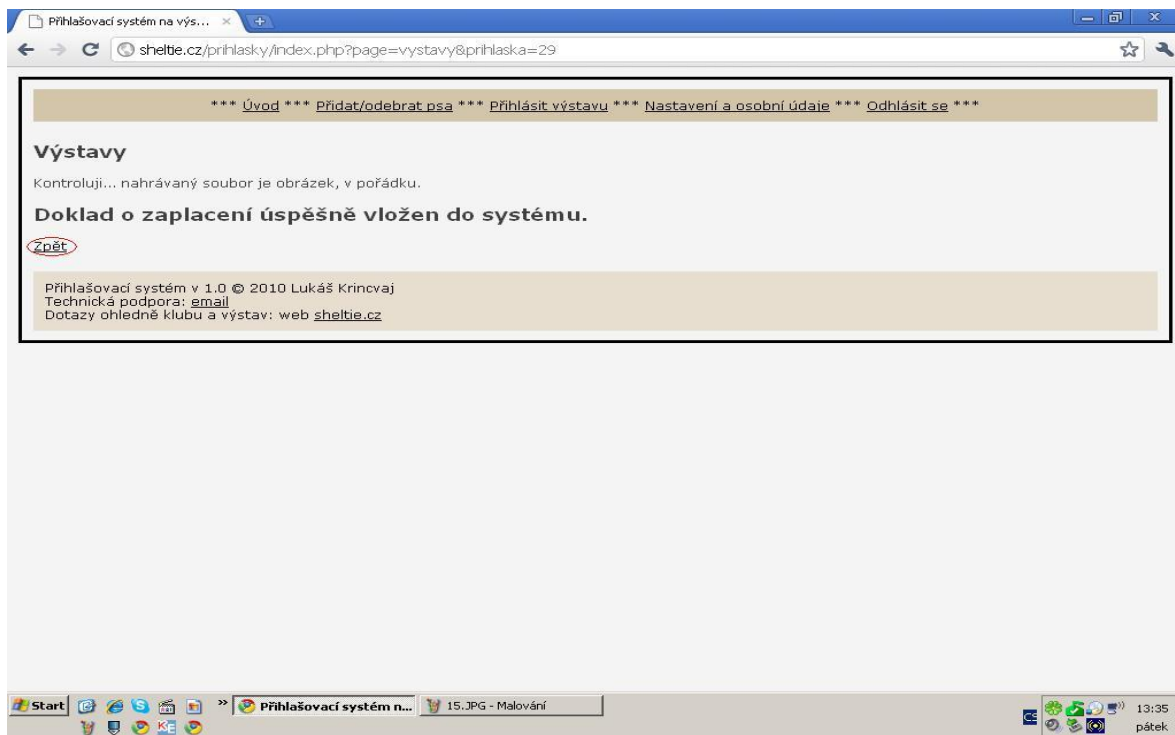 Přihlašovací systém na výs...
sheltie.cz/prihlasky/index.php?page=vystavy&prihlaska=29
*** Úvod *** Přidat/odebrat psa *** Přihlásit výstavu *** Nastavení a osobní údaje *** Odhlásit se ***
Výstavy
Kontroluji... nahrávaný soubor je obrázek, v pořádku.
Doklad o zaplacení úspěšně vložen do systému.
Zpět
Přihlašovací systém v 1.0 © 2010 Lukáš Krincvaj
Technická podpora: email
Dotazy ohledně klubu a výstav: web sheltie.cz
Start
»
Přihlašovací systém n...
15.JPG - Malování
CS
13:35
KE
pátek